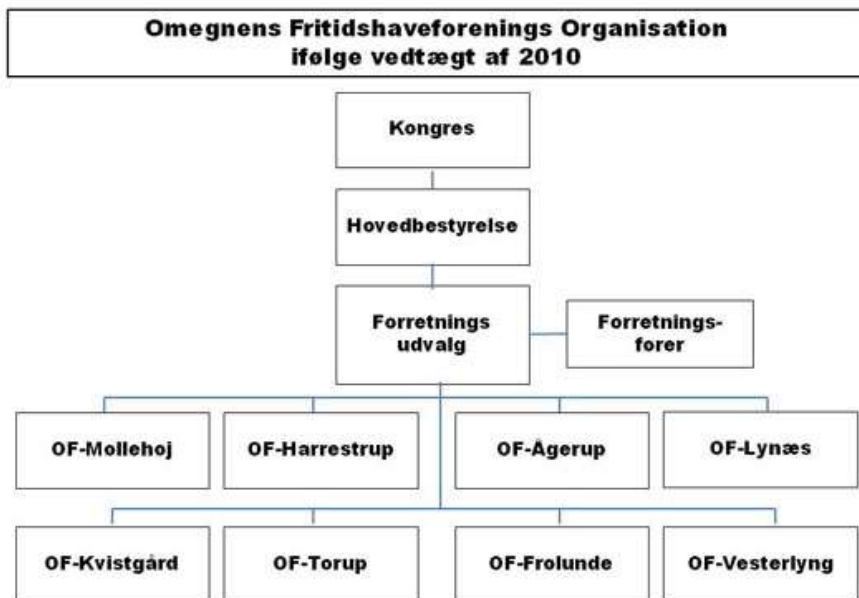 Omegnens Fritidshaveforenings Organisation
ifølge vedtægt af 2010
Kongres
Hovedbestyrelse
Forretnings
udvalg
Forretnings-
forer
OF-Mollehoj
OF-Harrestrup
OF-Ågerup
OF-Lynæs
OF-Kvistgård
OF-Torup
OF-Frolunde
OF-Vesterlyng